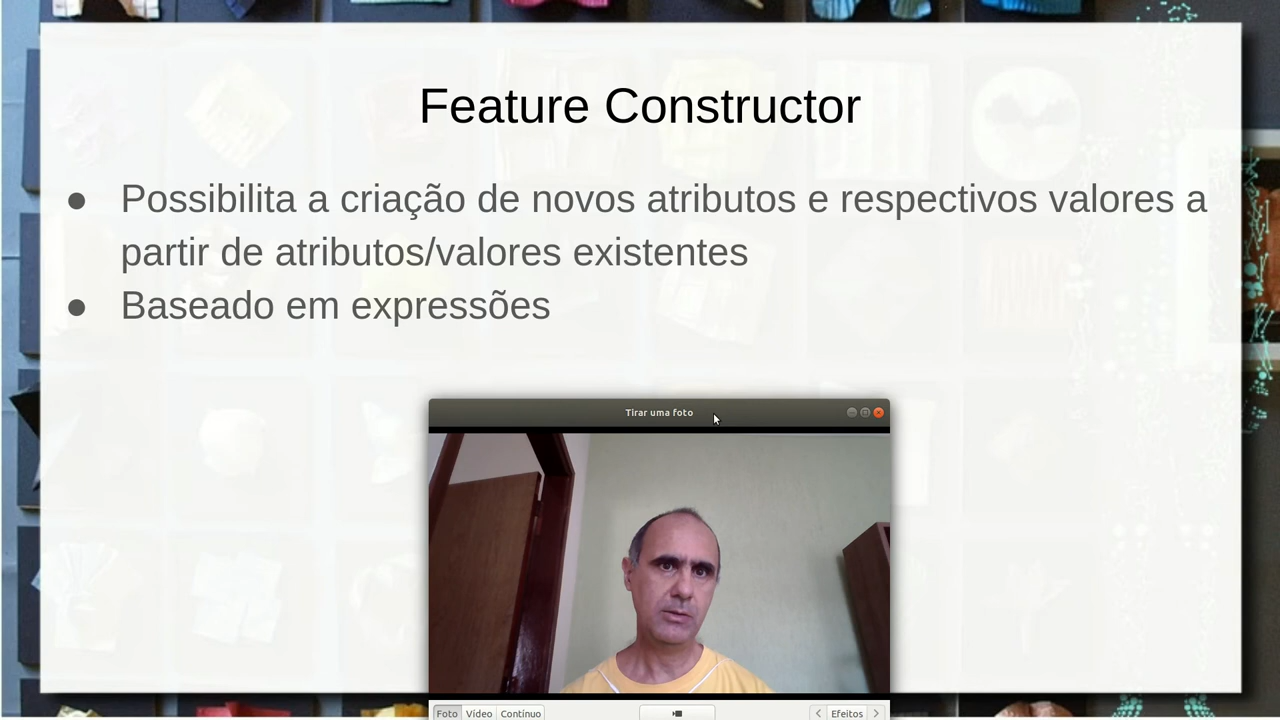 Feature Constructor
● Possibilita a criação de novos atributos e respectivos valores a
partir de atributos/valores existentes
● Baseado em expressões
Tirar uma foto
Foto Vídeo Contínuo Efeitos